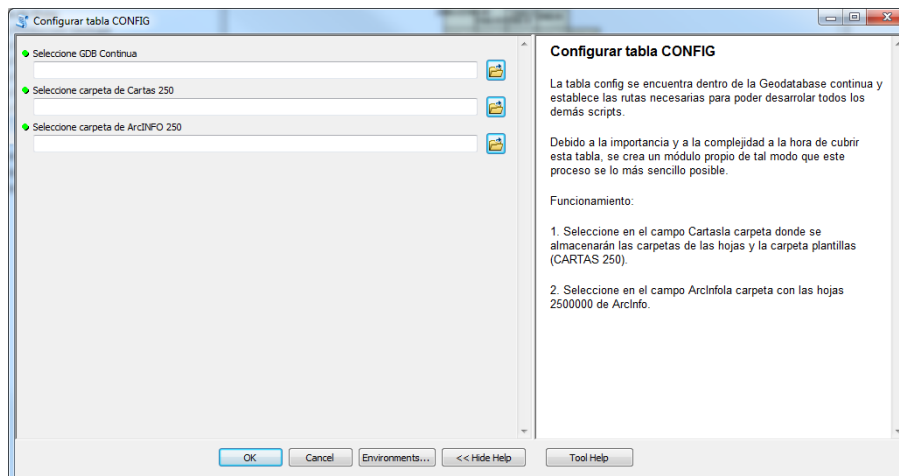 Configurar tabla CONFIG
Seleccione GDB Continua
Seleccione carpeta de Cartas 250
Seleccione carpeta de ArcINFO 250
Configurar tabla CONFIG
La tabla config se encuentra dentro de la Geodatabase continua y
establece las rutas necesarias para poder desarrolar todos los
demás scripts.
Debido a la importancia y a la complejidad a la hora de cubrir
esta tabla, se crea un módulo propio de tal modo que este
proceso se lo más sencillo posible.
Funcionamiento:
1. Seleccione en el campo Cartasla carpeta donde se
almacenarán las carpetas de las hojas y la carpeta plantillas
(CARTAS 250).
2. Seleccione en el campo ArcInfola carpeta con las hojas
2500000 de ArcInfo.
OK
Cancel
Environments...
<< Hide Help
Tool Help